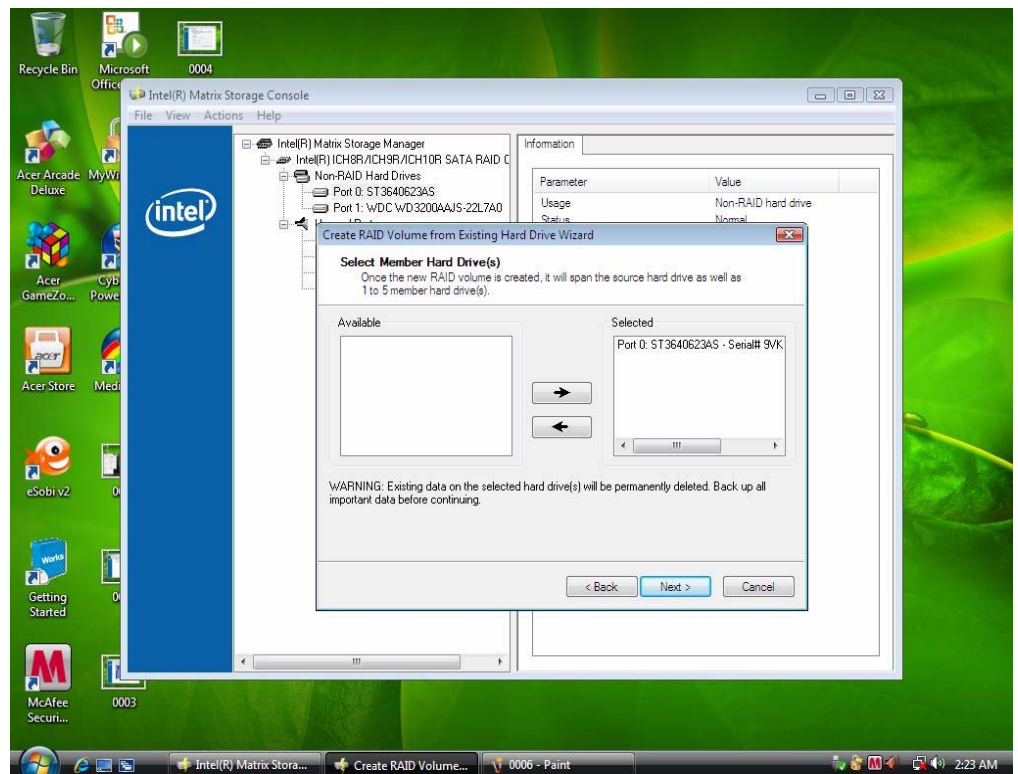 Recycle Bin
Microsoft
Office
0004
Intel(R) Matrix Storage Console
File View Actions Help
Intel(R) Matrix Storage Manager
Intel(R) ICH8R/ICH9R/ICH10R SATA RAID C
Non-RAID Hard Drives
Port 0: ST3640623AS
Port 1: WDC WD3200AAJS-22L7A0
Information
Parameter Value
Usage Non-RAID hard drive
Status Normal
intel
Create RAID Volume from Existing Hard Drive Wizard
Select Member Hard Drive(s)
Once the new RAID volume is created, it will span the source hard drive as well as
1 to 5 member hard drive(s).
Available
Selected
Port 0: ST3640623AS - Serial# 9VK
WARNING: Existing data on the selected hard drive(s) will be permanently deleted. Back up all
important data before continuing.
< Back Next > Cancel
Acer Arcade
Deluxe
MyWi
Acer
GameZo...
Cyb
Powe
acer
Acer Store
Medi
eSobi v2
Works
Getting
Started
McAfee
Securi...
0003
Intel(R) Matrix Stora...
Create RAID Volume...
0006 - Paint
2:23 AM